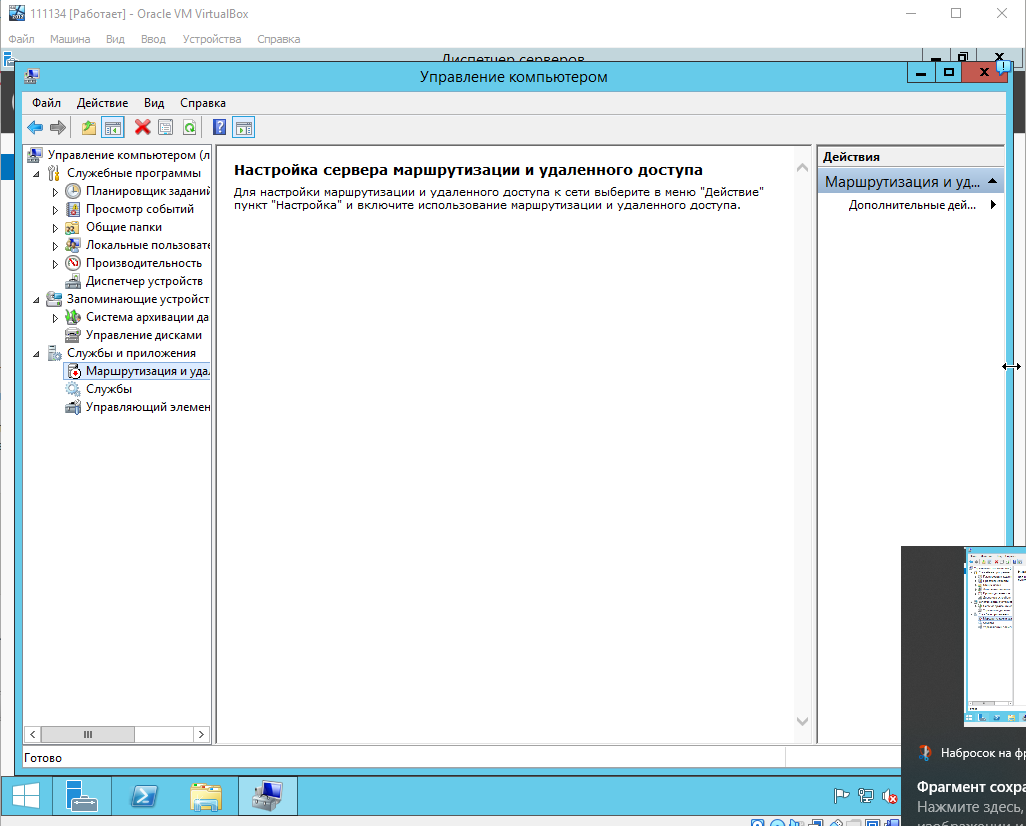 111134 [Работает] - Oracle VM VirtualBox
Файл Машина Вид Ввод Устройства Справка
Диспетчер серверов
Управление компьютером
Файл Действие Вид Справка
Управление компьютером (л
Служебные программы
Планировщик заданий
Просмотр событий
Общие папки
Локальные пользовате
Производительность
Диспетчер устройств
Запоминающие устройст
Система архивации да
Управление дисками
Службы и приложения
Маршрутизация и уда
Службы
Управляющий элемен
Настройка сервера маршрутизации и удаленного доступа
Для настройки маршрутизации и удаленного доступа к сети выберите в меню "Действие"
пункт "Настройка" и включите использование маршрутизации и удаленного доступа.
Действия
Маршрутизация и уд...
Дополнительные дей...
Готово
Набросок на фр
Фрагмент сохра
Нажмите здесь,